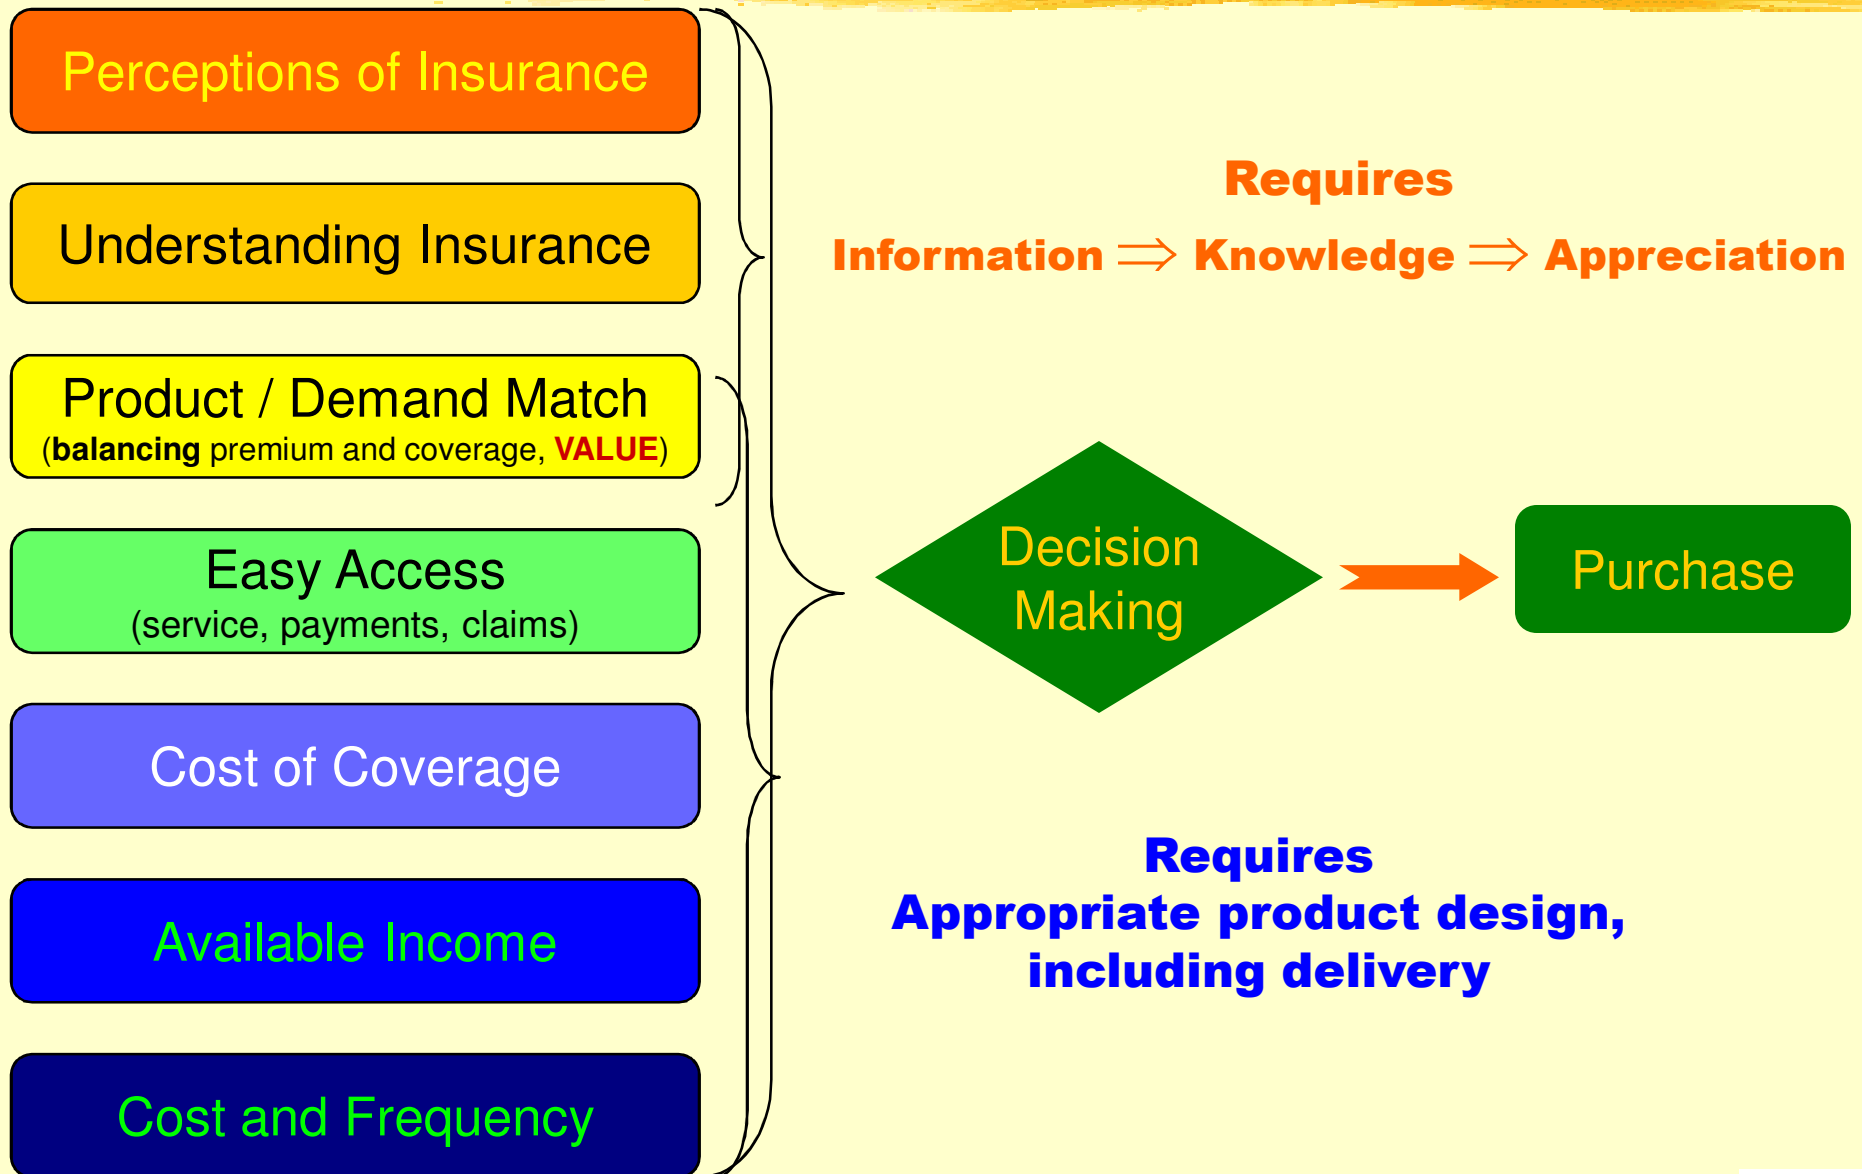 Perceptions of Insurance
Understanding Insurance
Product / Demand Match
(balancing premium and coverage, VALUE)
Easy Access
(service, payments, claims)
Cost of Coverage
Available Income
Cost and Frequency
Requires
Information ⇒ Knowledge ⇒ Appreciation
Decision
Making
Purchase
Requires
Appropriate product design,
including delivery